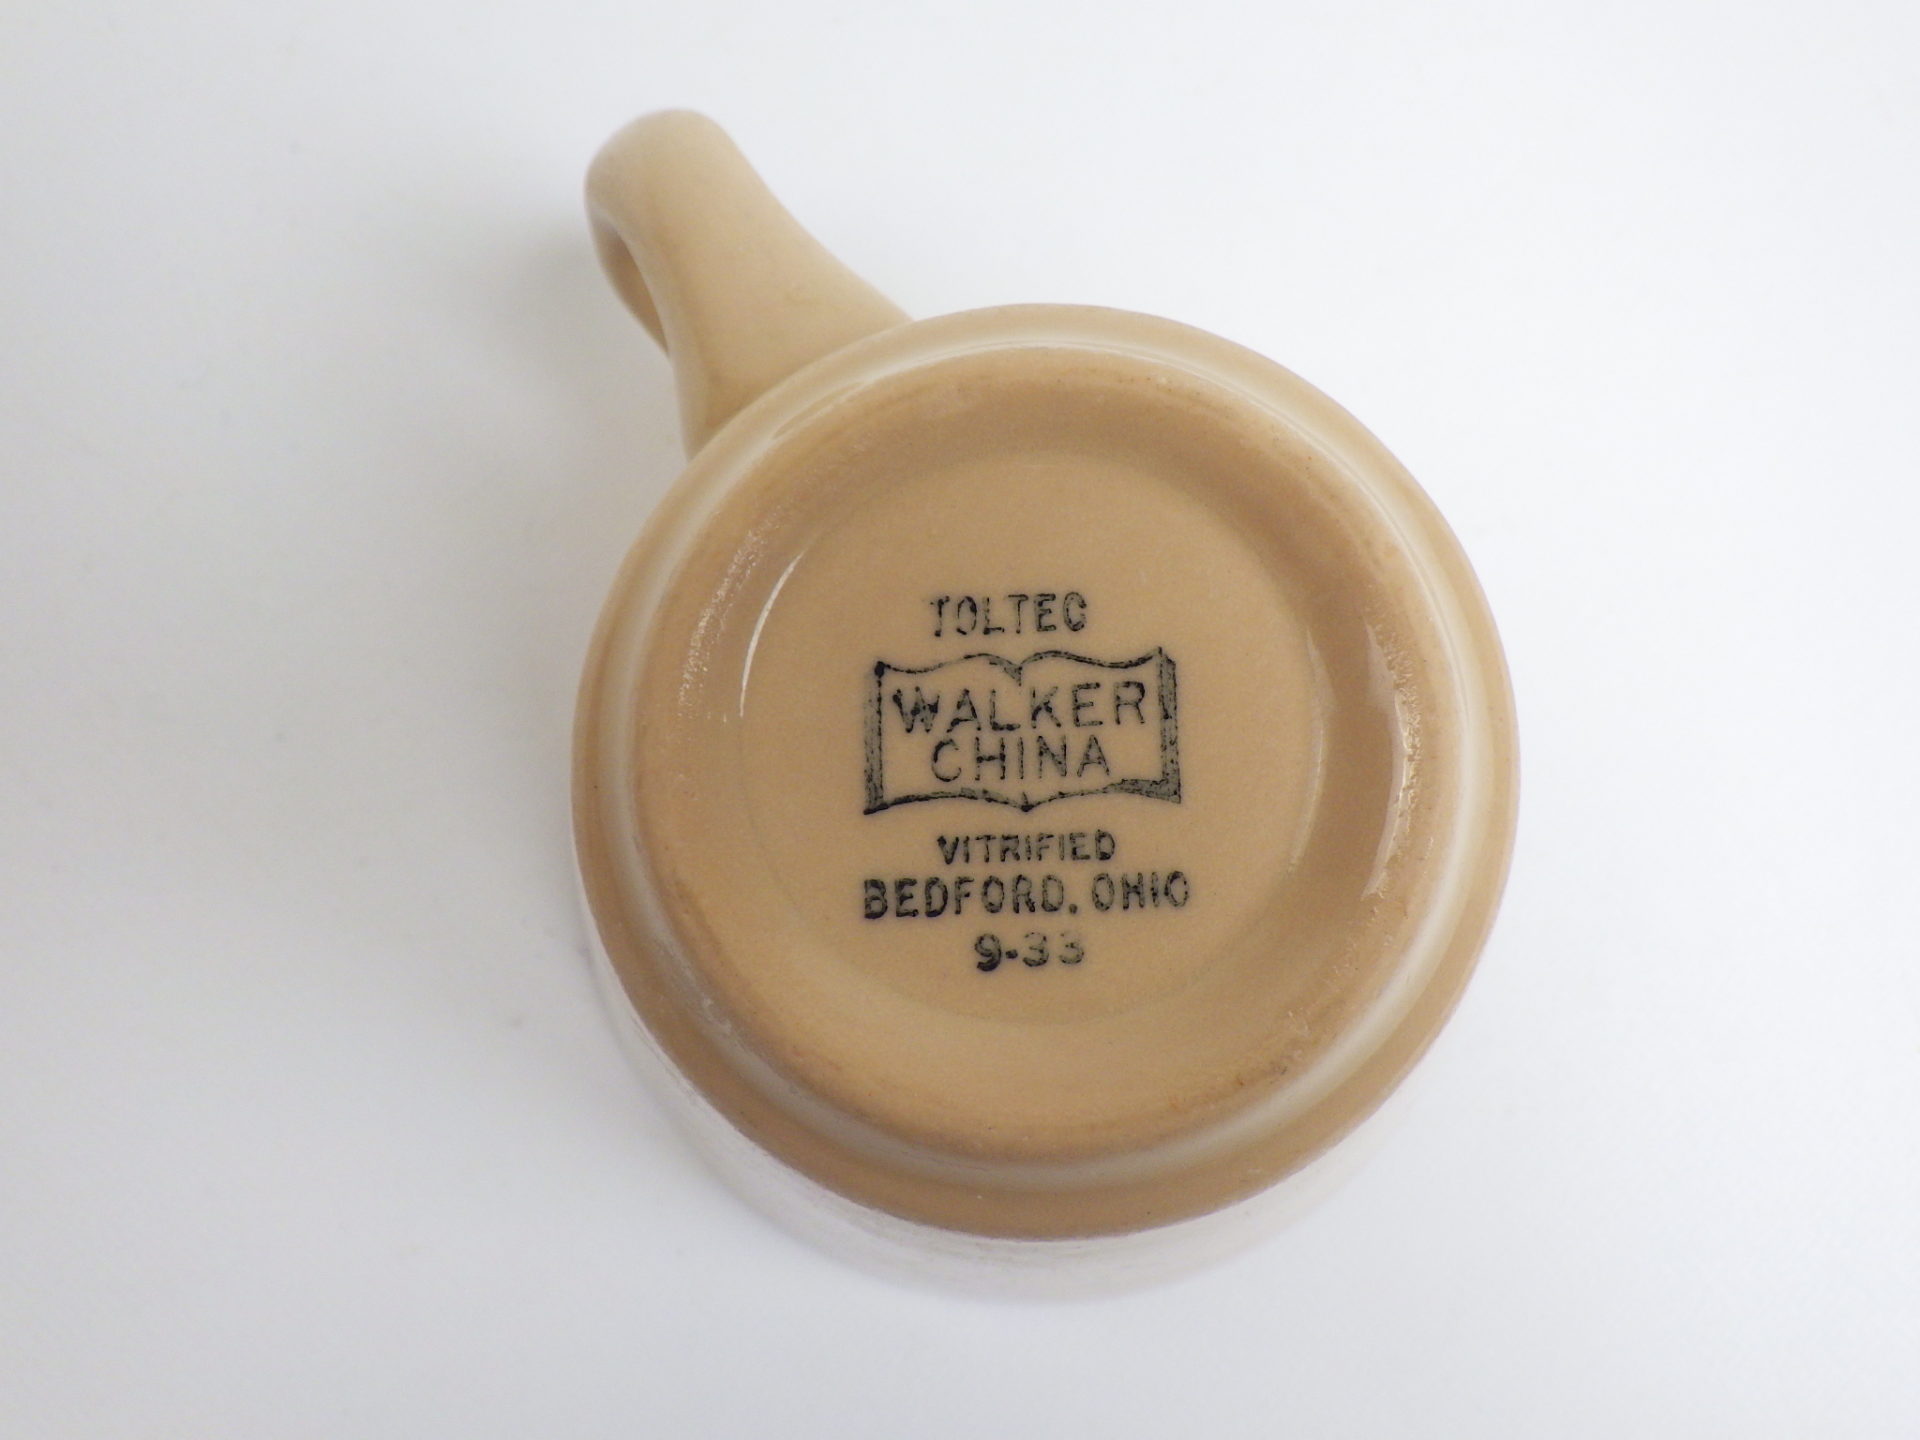 TOLTEC
WALKER
CHINA
VITRIFIED
BEDFORD, OHIO
9-33